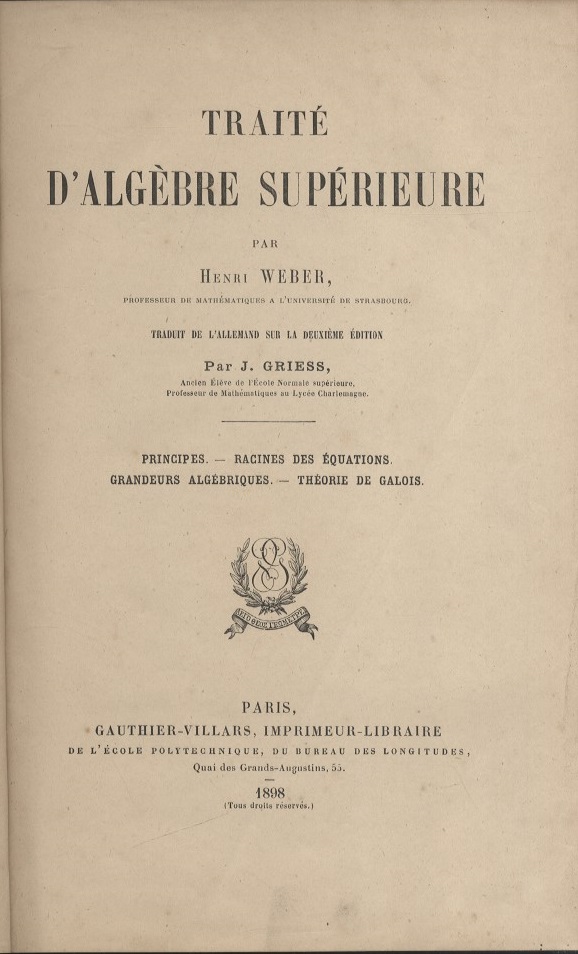 TRAITÉ
D'ALGÈBRE SUPÉRIEURE
PAR
HENRI WEBER,
PROFESSEUR DE MATHÉMATIQUES A L'UNIVERSITÉ DE STRASBOURG.
TRADUIT DE L'ALLEMAND SUR LA DEUXIÈME ÉDITION
Par J. GRIESS,
Ancien Élève de l'École Normale supérieure,
Professeur de Mathématiques au Lycée Charlemagne.
PRINCIPES. — RACINES DES ÉQUATIONS.
GRANDEURS ALGÉBRIQUES. — THÉORIE DE GALOIS.
PARIS,
GAUTHIER-VILLARS, IMPRIMEUR-LIBRAIRE
DE L'ÉCOLE POLYTECHNIQUE, DU BUREAU DES LONGITUDES,
Quai des Grands-Augustins, 55.
1898
(Tous droits réservés.)